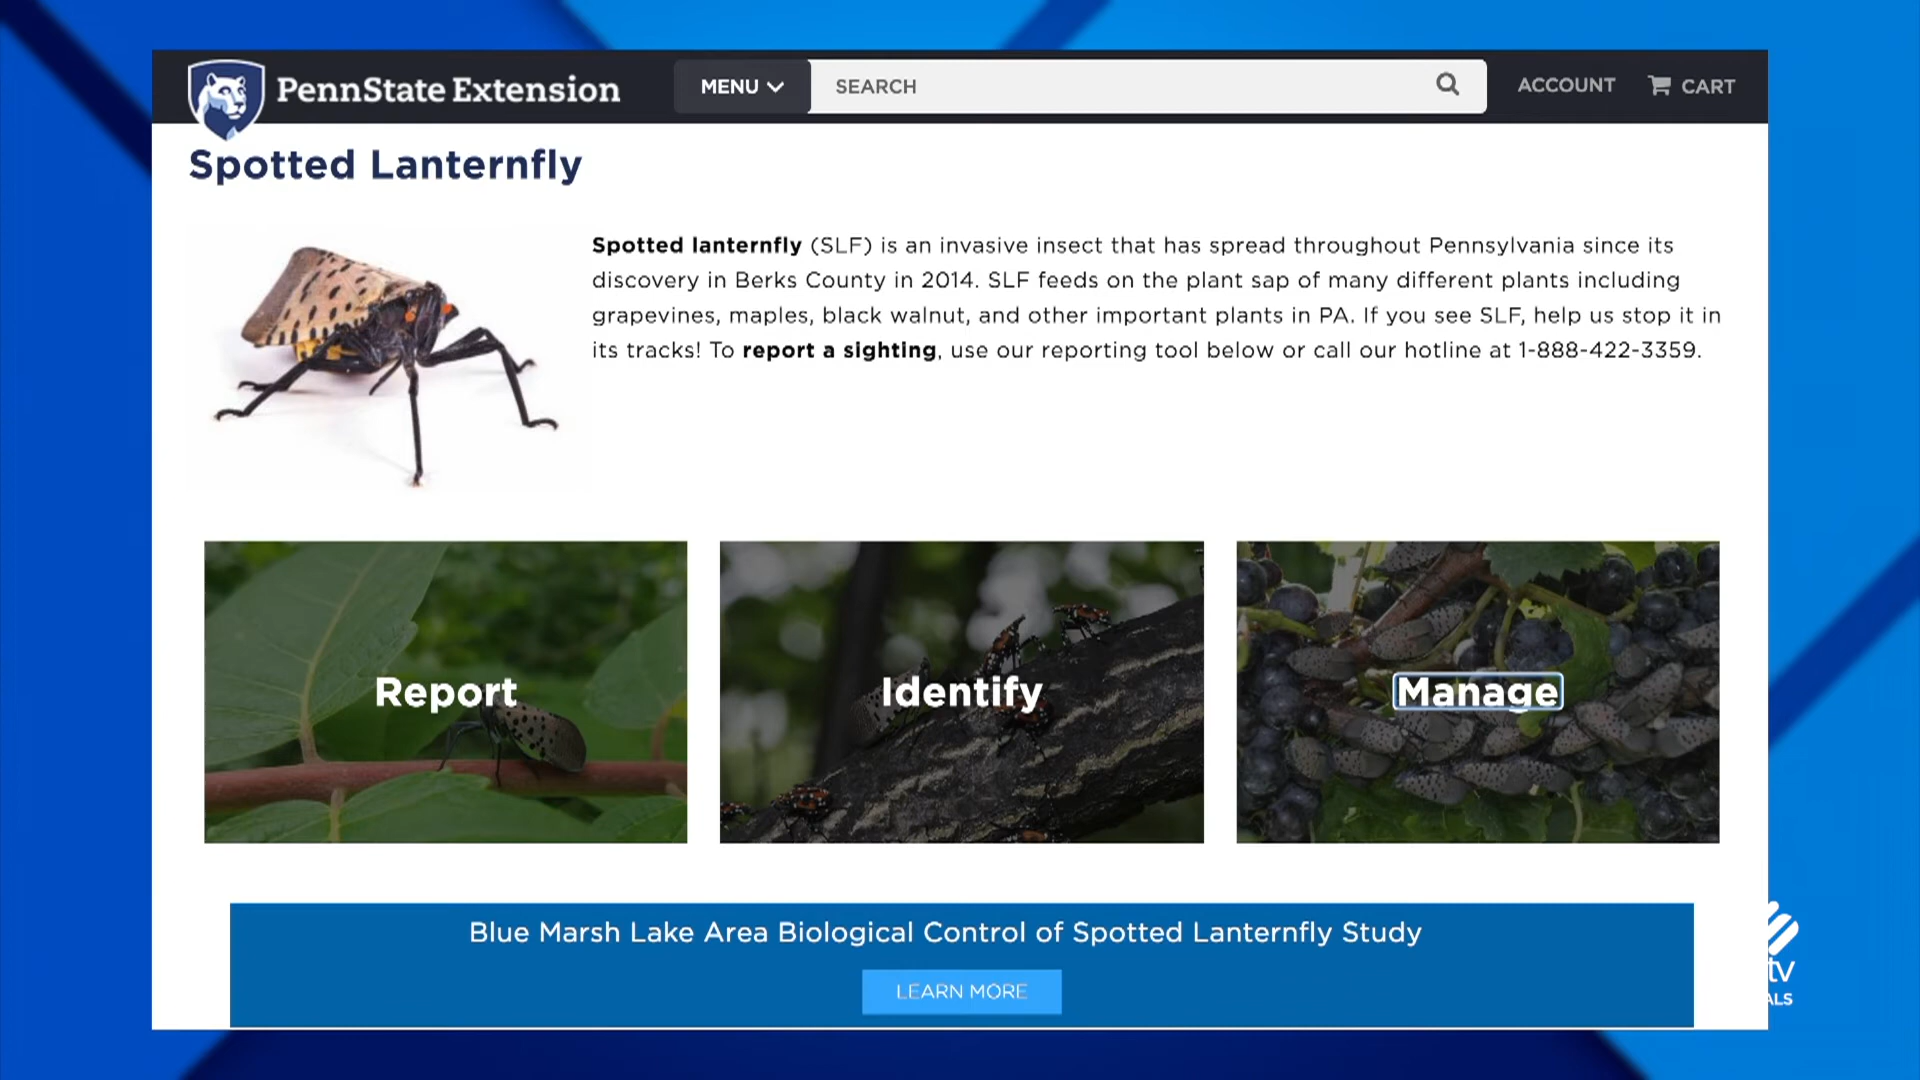 PennState Extension
MENU
SEARCH
ACCOUNT
CART
Spotted Lanternfly
Spotted lanternfly (SLF) is an invasive insect that has spread throughout Pennsylvania since its
discovery in Berks County in 2014. SLF feeds on the plant sap of many different plants including
grapevines, maples, black walnut, and other important plants in PA. If you see SLF, help us stop it in
its tracks! To report a sighting, use our reporting tool below or call our hotline at 1-888-422-3359.
Report
Identify
Manage
Blue Marsh Lake Area Biological Control of Spotted Lanternfly Study
LEARN MORE
tv